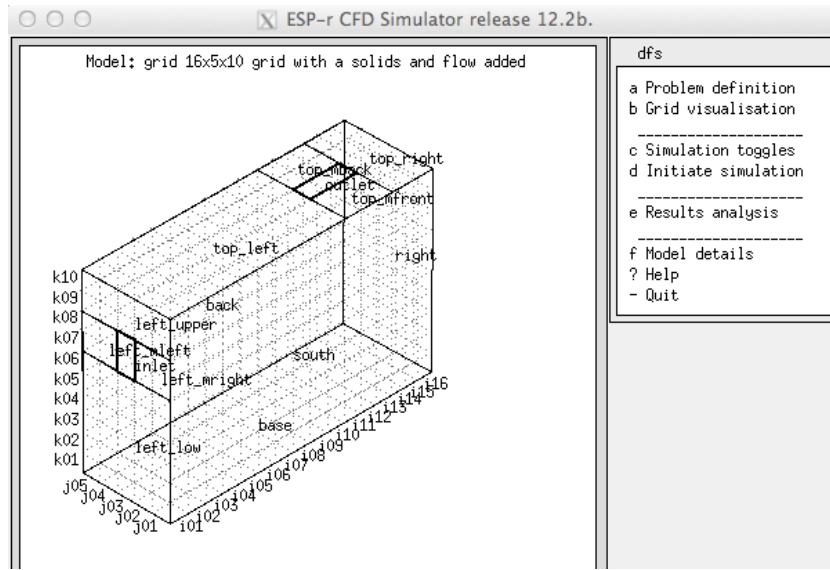 ESP-r CFD Simulator release 12.2b.
Model: grid 16x5x10 grid with a solids and flow added
top_right
top_mback
outlet
top_mfront
top_left
right
back
left_upper
left_mleft
inlet
left_mright
south
base
left_low
k10
k09
k08
k07
k06
k05
k04
k03
k02
k01
j05
j04
j03
j02
j01
i01
i02
i03
i04
i05
i06
i07
i08
i09
i10
i11
i12
i13
i14
i15
i16
dfs
a Problem definition
b Grid visualisation
c Simulation toggles
d Initiate simulation
e Results analysis
f Model details
? Help
- Quit